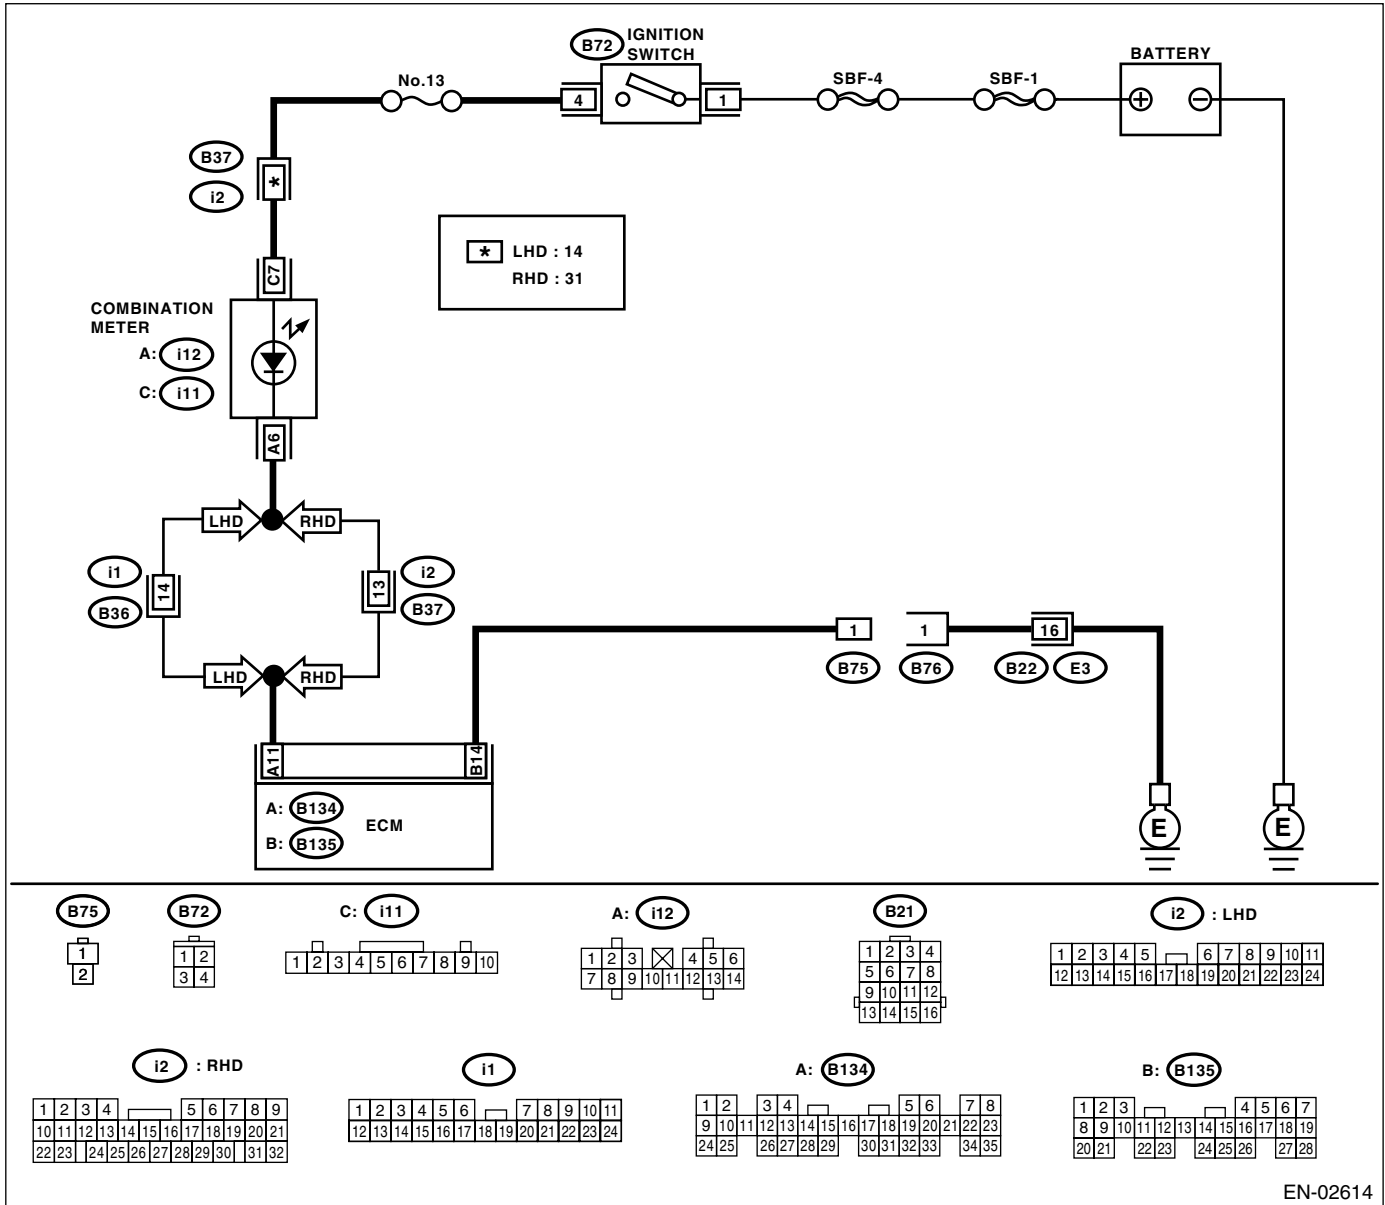 B72 IGNITION SWITCH
BATTERY
No.13
SBF-4
SBF-1
4
1
+
-
B37
i2
*
* LHD : 14
RHD : 31
C7
COMBINATION
METER
A: i12
C: i11
A6
LHD RHD
i1
14
B36
i2
13
B37
LHD RHD
1
1
16
B75
B76
B22
E3
A11
B14
A: B134
ECM
B: B135
E
E
B75
1
2
B72
1 2
3 4
C: i11
1 2 3 4 5 6 7 8 9 10
A: i12
1 2 3 4 5 6
7 8 9 10 11 12 13 14
B21
1 2 3 4
5 6 7 8
9 10 11 12
13 14 15 16
i2 : LHD
1 2 3 4 5 6 7 8 9 10 11
12 13 14 15 16 17 18 19 20 21 22 23 24
i2 : RHD
1 2 3 4 5 6 7 8 9
10 11 12 13 14 15 16 17 18 19 20 21
22 23 24 25 26 27 28 29 30 31 32
i1
1 2 3 4 5 6 7 8 9 10 11
12 13 14 15 16 17 18 19 20 21 22 23 24
A: B134
1 2 3 4 5 6 7 8
9 10 11 12 13 14 15 16 17 18 19 20 21 22 23
24 25 26 27 28 29 30 31 32 33 34 35
B: B135
1 2 3 4 5 6 7
8 9 10 11 12 13 14 15 16 17 18 19
20 21 22 23 24 25 26 27 28
EN-02614